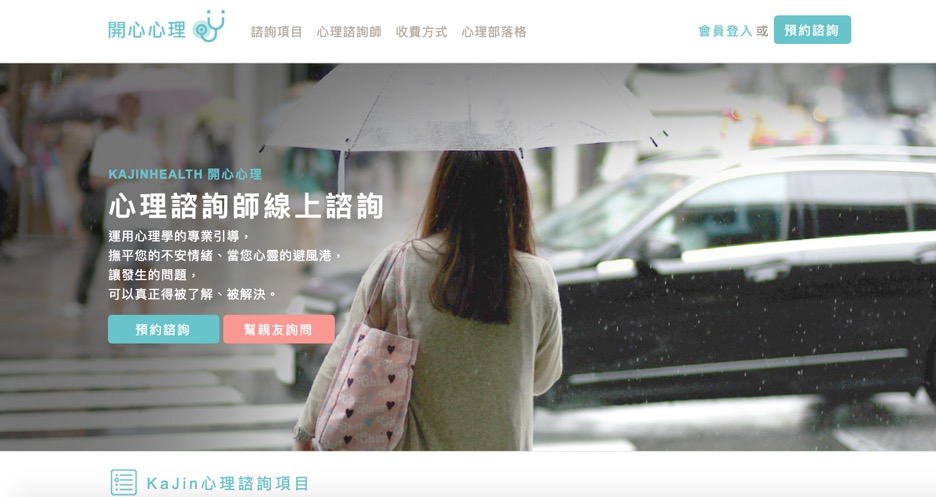 開心心理
諮詢項目 心理諮詢師 收費方式 心理部落格
會員登入 或 預約諮詢
KAJINHEALTH 開心心理
心理諮詢師線上諮詢
運用心理學的專業引導，
撫平您的不安情緒、當您心靈的避風港，
讓發生的問題，
可以真正得被了解、被解決。
預約諮詢 幫親友詢問
KaJin心理諮詢項目